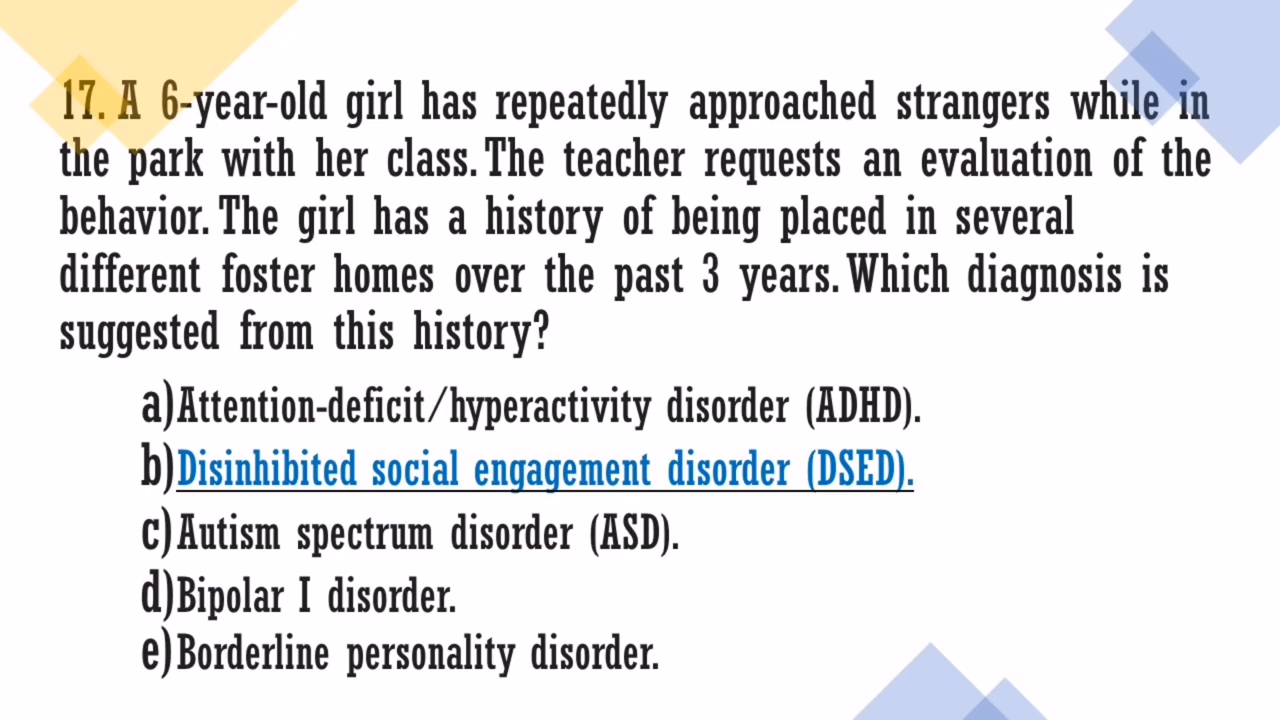 17. A 6-year-old girl has repeatedly approached strangers while in
the park with her class. The teacher requests an evaluation of the
behavior. The girl has a history of being placed in several
different foster homes over the past 3 years. Which diagnosis is
suggested from this history?
a) Attention-deficit/hyperactivity disorder (ADHD).
b) Disinhibited social engagement disorder (DSED).
c) Autism spectrum disorder (ASD).
d) Bipolar I disorder.
e) Borderline personality disorder.